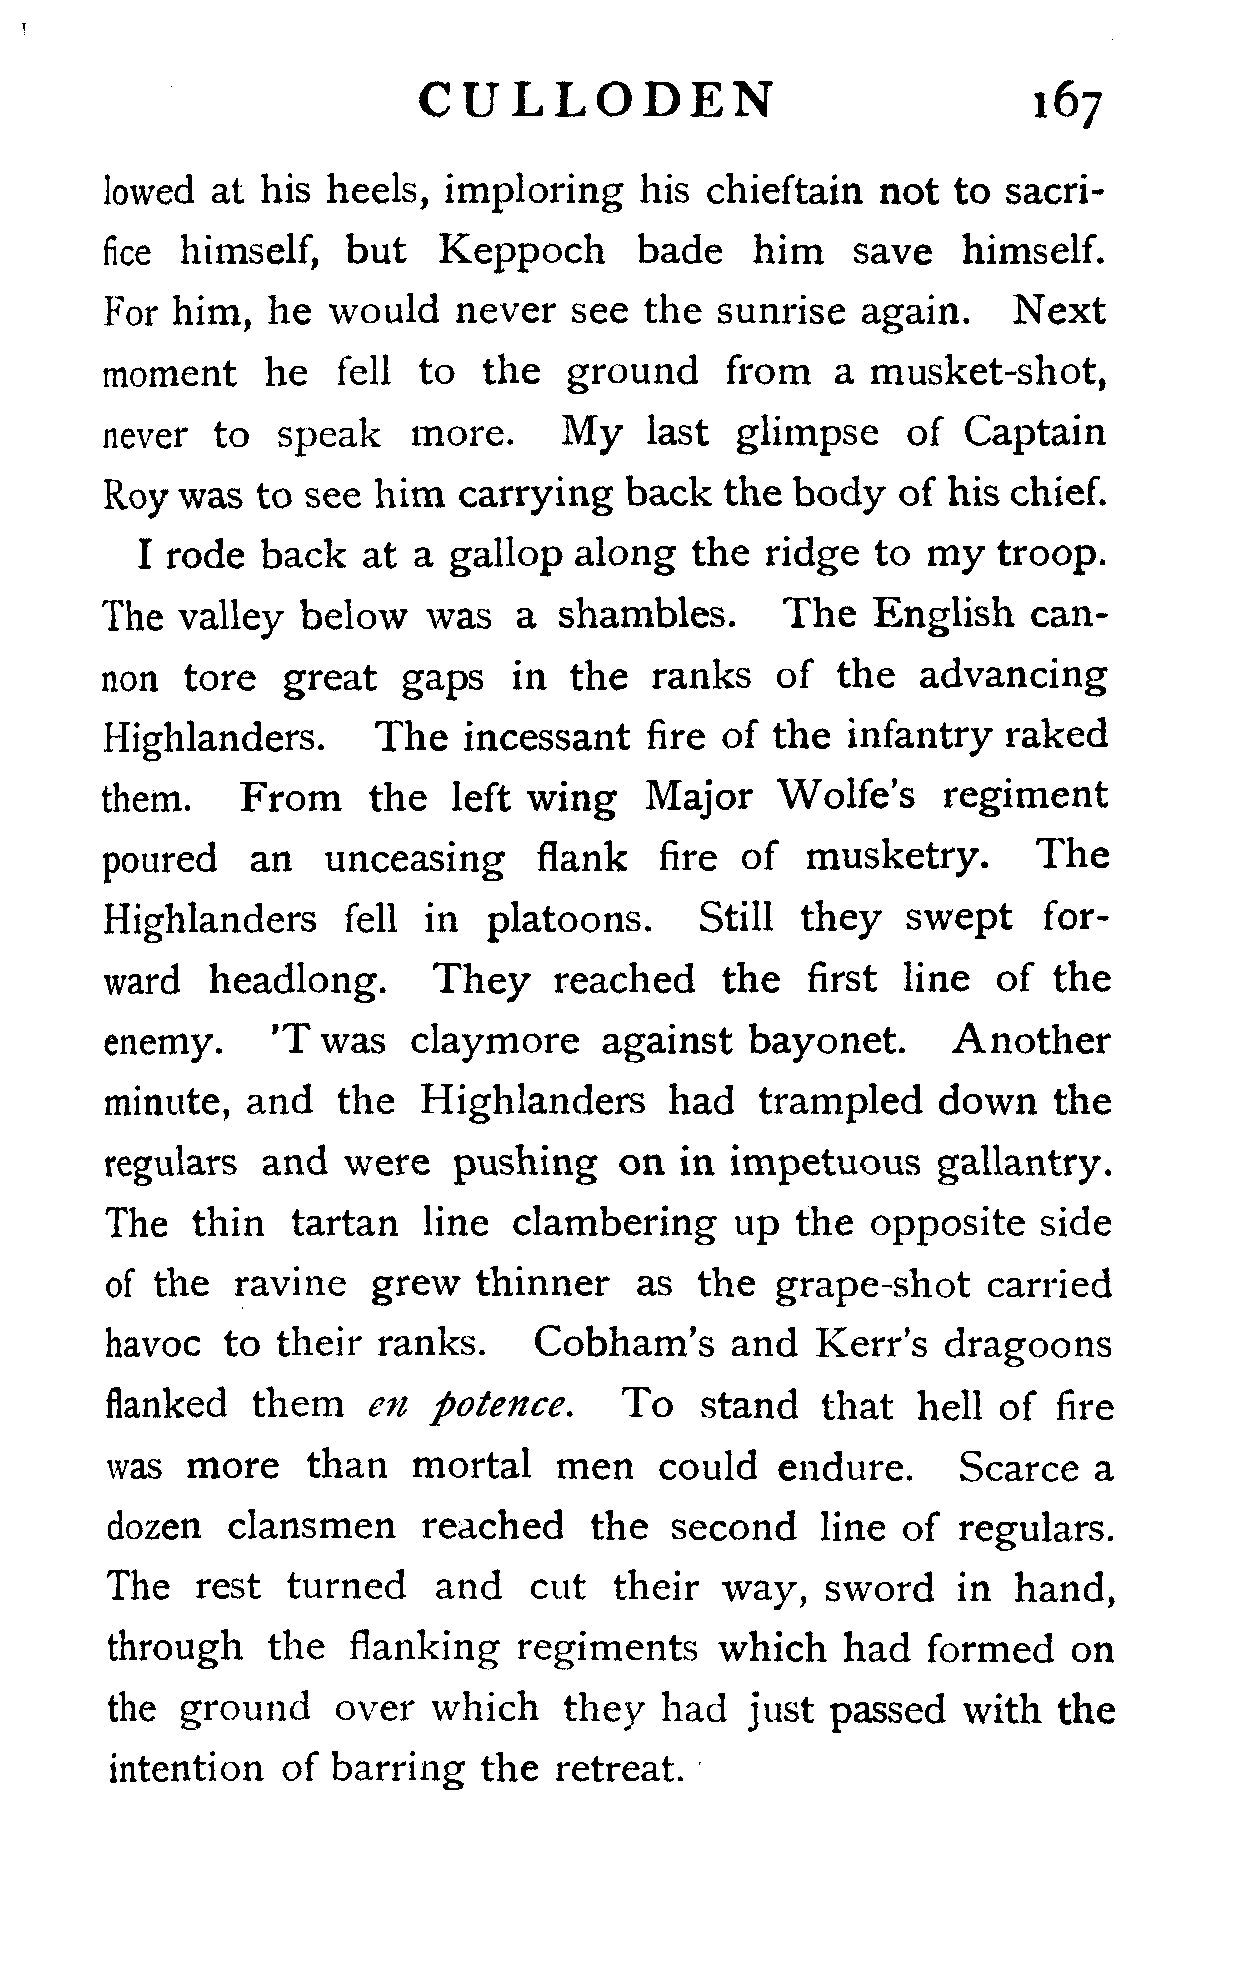 CULLODEN 167
lowed at his heels, imploring his chieftain not to sacri-
fice himself, but Keppoch bade him save himself.
For him, he would never see the sunrise again. Next
moment he fell to the ground from a musket-shot,
never to speak more. My last glimpse of Captain
Roy was to see him carrying back the body of his chief.
I rode back at a gallop along the ridge to my troop.
The valley below was a shambles. The English can-
non tore great gaps in the ranks of the advancing
Highlanders. The incessant fire of the infantry raked
them. From the left wing Major Wolfe's regiment
poured an unceasing flank fire of musketry. The
Highlanders fell in platoons. Still they swept for-
ward headlong. They reached the first line of the
enemy. 'T was claymore against bayonet. Another
minute, and the Highlanders had trampled down the
regulars and were pushing on in impetuous gallantry.
The thin tartan line clambering up the opposite side
of the ravine grew thinner as the grape-shot carried
havoc to their ranks. Cobham's and Kerr's dragoons
flanked them en potence. To stand that hell of fire
was more than mortal men could endure. Scarce a
dozen clansmen reached the second line of regulars.
The rest turned and cut their way, sword in hand,
through the flanking regiments which had formed on
the ground over which they had just passed with the
intention of barring the retreat.